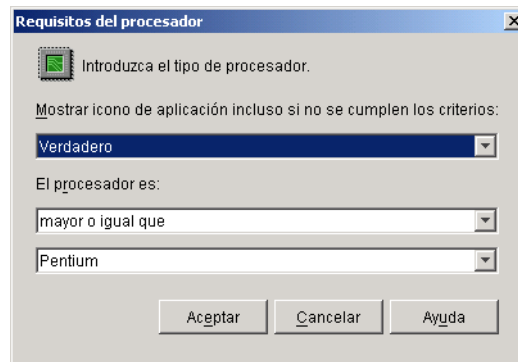 Requisitos del procesador
Introduzca el tipo de procesador.
Mostrar icono de aplicación incluso si no se cumplen los criterios:
Verdadero
El procesador es:
mayor o igual que
Pentium
Aceptar Cancelar Ayuda